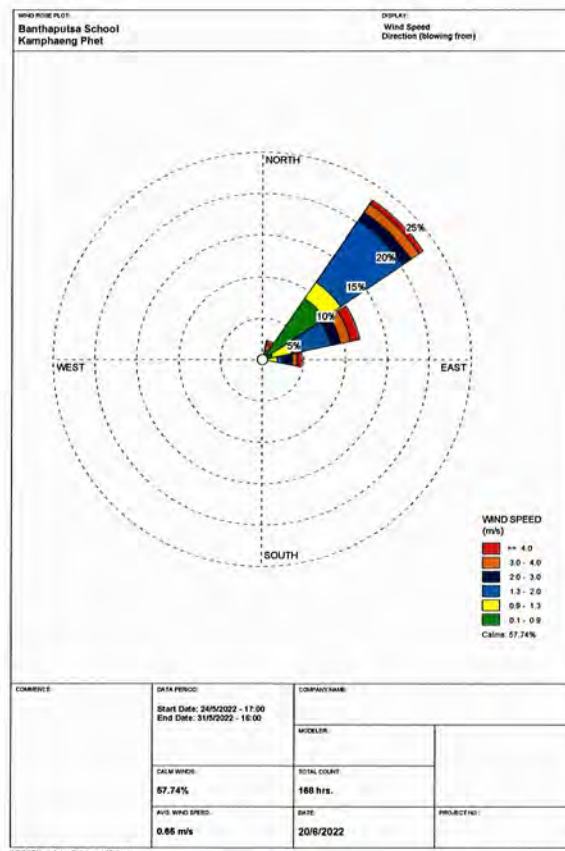 WIND ROSE PLOT:
Banthaputsa School
Kamphaeng Phet
DISPLAY:
Wind Speed
Direction (blowing from)
NORTH
25%
20%
15%
10%
5%
WEST
EAST
SOUTH
WIND SPEED
(m/s)
>= 4.0
3.0 - 4.0
2.0 - 3.0
1.3 - 2.0
0.9 - 1.3
0.1 - 0.9
Calms: 57.74%
COMMENTS:
DATA PERIOD:
Start Date: 24/5/2022 - 17:00
End Date: 31/5/2022 - 16:00
COMPANY NAME:
MODELER:
CALM WINDS:
57.74%
TOTAL COUNT:
168 hrs.
AVG. WIND SPEED:
0.65 m/s
DATE:
20/6/2022
PROJECT NO.: